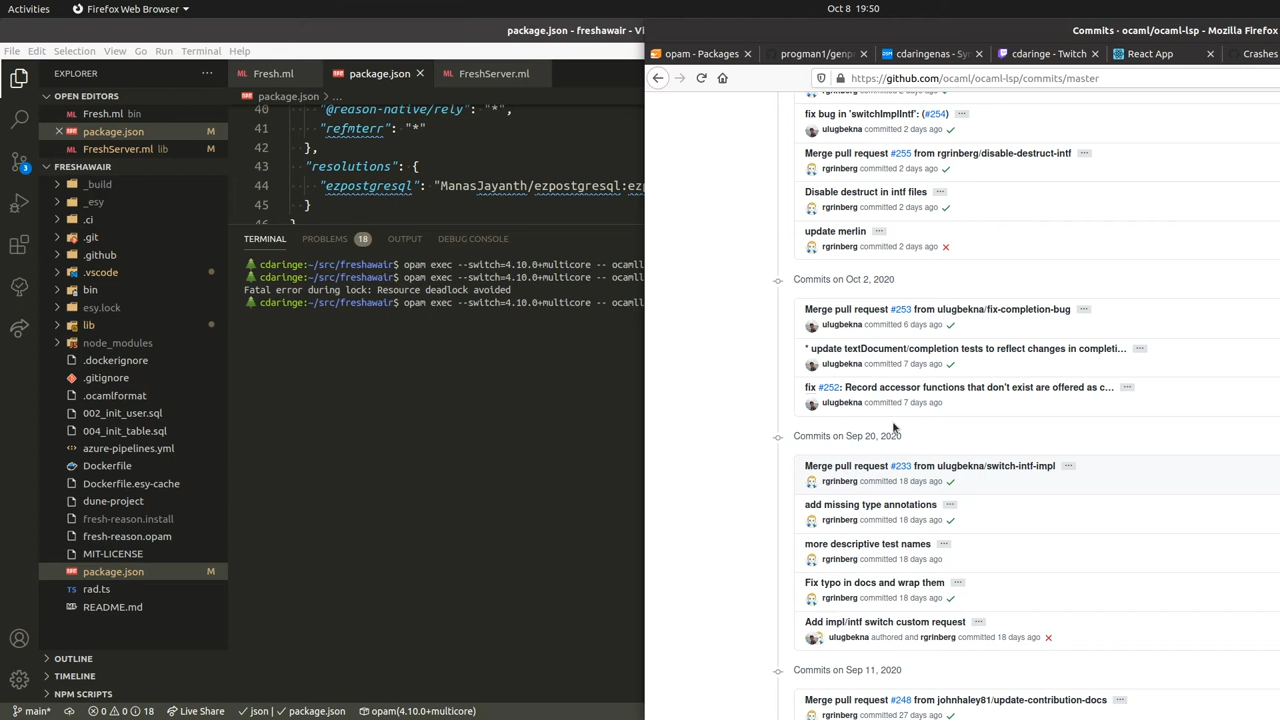 Activities
Firefox Web Browser
Oct 8 19:50
package.json - freshawair - Vi
Commits · ocaml/ocaml-lsp - Mozilla Firefox
File Edit Selection View Go Run Terminal Help
opam - Packages
progman1/genp
cdaringenas - Sy
cdaringe - Twitch
React App
Crashes
https://github.com/ocaml/ocaml-lsp/commits/master
EXPLORER
OPEN EDITORS
Fresh.ml
package.json M
FreshServer.ml lib M
FRESHAWAIR
_build
_esy
.ci
.git
.github
.vscode
bin
esy.lock
lib
node_modules
.dockerignore
.gitignore
.ocamlformat
002_init_user.sql
004_init_table.sql
azure-pipelines.yml
Dockerfile
Dockerfile.esy-cache
dune-project
fresh-reason.install
fresh-reason.opam
MIT-LICENSE
package.json M
rad.ts
README.md
OUTLINE
TIMELINE
NPM SCRIPTS
3
Fresh.ml
package.json
FreshServer.ml
package.json > ...
40 "@reason-native/rely": "*",
41 "refmterr": "*"
42 },
43 "resolutions": {
44 "ezpostgresql": "ManasJayanth/ezpostgresql:ez
45 }
46 }
TERMINAL PROBLEMS 18 OUTPUT DEBUG CONSOLE
cdaringe:~/src/freshawair$ opam exec --switch=4.10.0+multicore -- ocamll
cdaringe:~/src/freshawair$ opam exec --switch=4.10.0+multicore -- ocamll
Fatal error during lock: Resource deadlock avoided
cdaringe:~/src/freshawair$ opam exec --switch=4.10.0+multicore -- ocamll
main* 0 0 18 Live Share json | package.json opam(4.10.0+multicore)
rgrinberg committed 2 days ago
fix bug in 'switchImplIntf': (#254)
ulugbekna committed 2 days ago
Merge pull request #255 from rgrinberg/disable-destruct-intf
rgrinberg committed 2 days ago
Disable destruct in intf files
rgrinberg committed 2 days ago
update merlin
rgrinberg committed 2 days ago
Commits on Oct 2, 2020
Merge pull request #253 from ulugbekna/fix-completion-bug
ulugbekna committed 6 days ago
* update textDocument/completion tests to reflect changes in completi...
ulugbekna committed 7 days ago
fix #252: Record accessor functions that don't exist are offered as c...
ulugbekna committed 7 days ago
Commits on Sep 20, 2020
Merge pull request #233 from ulugbekna/switch-intf-impl
rgrinberg committed 18 days ago
add missing type annotations
rgrinberg committed 18 days ago
more descriptive test names
rgrinberg committed 18 days ago
Fix typo in docs and wrap them
rgrinberg committed 18 days ago
Add impl/intf switch custom request
ulugbekna authored and rgrinberg committed 18 days ago
Commits on Sep 11, 2020
Merge pull request #248 from johnhaley81/update-contribution-docs
rgrinberg committed 27 days ago